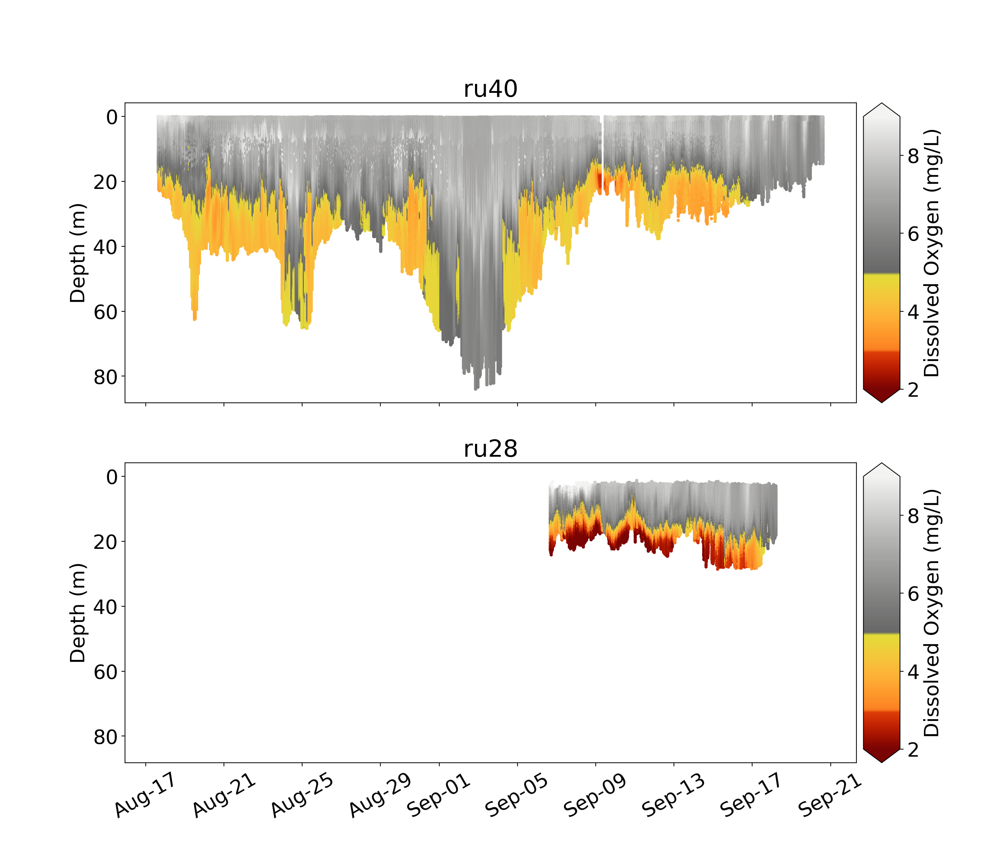 ru40
0
20
40
60
80
Depth (m)
8
6
4
2
Dissolved Oxygen (mg/L)
ru28
0
20
40
60
80
Depth (m)
8
6
4
2
Dissolved Oxygen (mg/L)
Aug-17
Aug-21
Aug-25
Aug-29
Sep-01
Sep-05
Sep-09
Sep-13
Sep-17
Sep-21